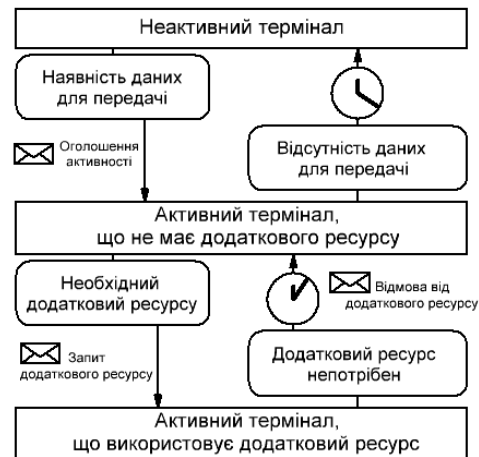 Неактивний термінал
Наявність даних
для передачі
Оголошення
активності
Відсутність даних
для передачі
Активний термінал,
що не має додаткового ресурсу
Необхідний
додатковий ресурсу
Відмова від
додаткового ресурсу
Запит
додаткового ресурсу
Додатковий ресурс
непотрібен
Активний термінал,
що використовує додатковий ресурс